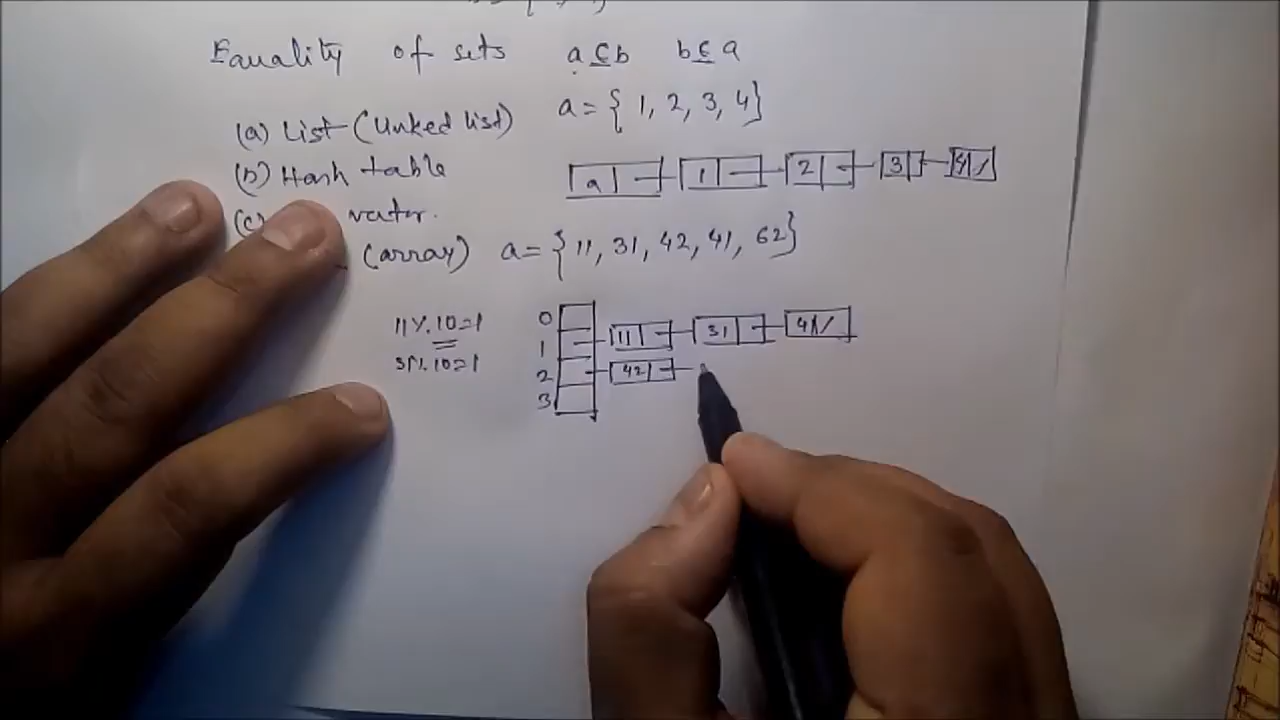 Equality of sets a ⊆ b b ⊆ a
(a) List (Linked list) a = { 1, 2, 3, 4}
(b) Hash table
a 1 2 3 4 /
(c) vector.
(array) a = { 11, 31, 42, 41, 62}
11 % 10 = 1
31 % 10 = 1
0
1 11 31 41 /
2 42
3